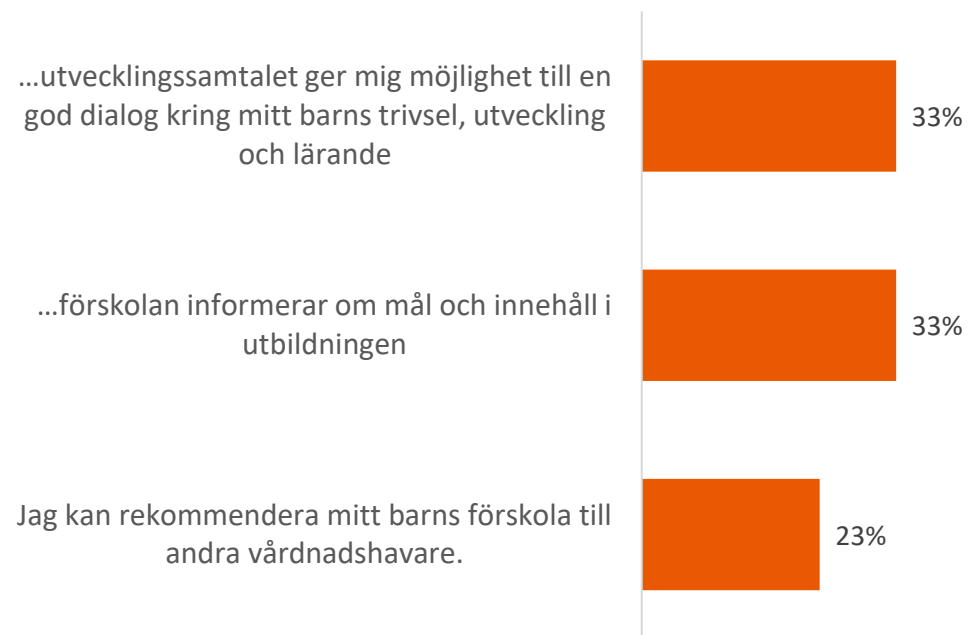 …utvecklingssamtalet ger mig möjlighet till en
god dialog kring mitt barns trivsel, utveckling
och lärande
33%
…förskolan informerar om mål och innehåll i
utbildningen
33%
Jag kan rekommendera mitt barns förskola till
andra vårdnadshavare.
23%